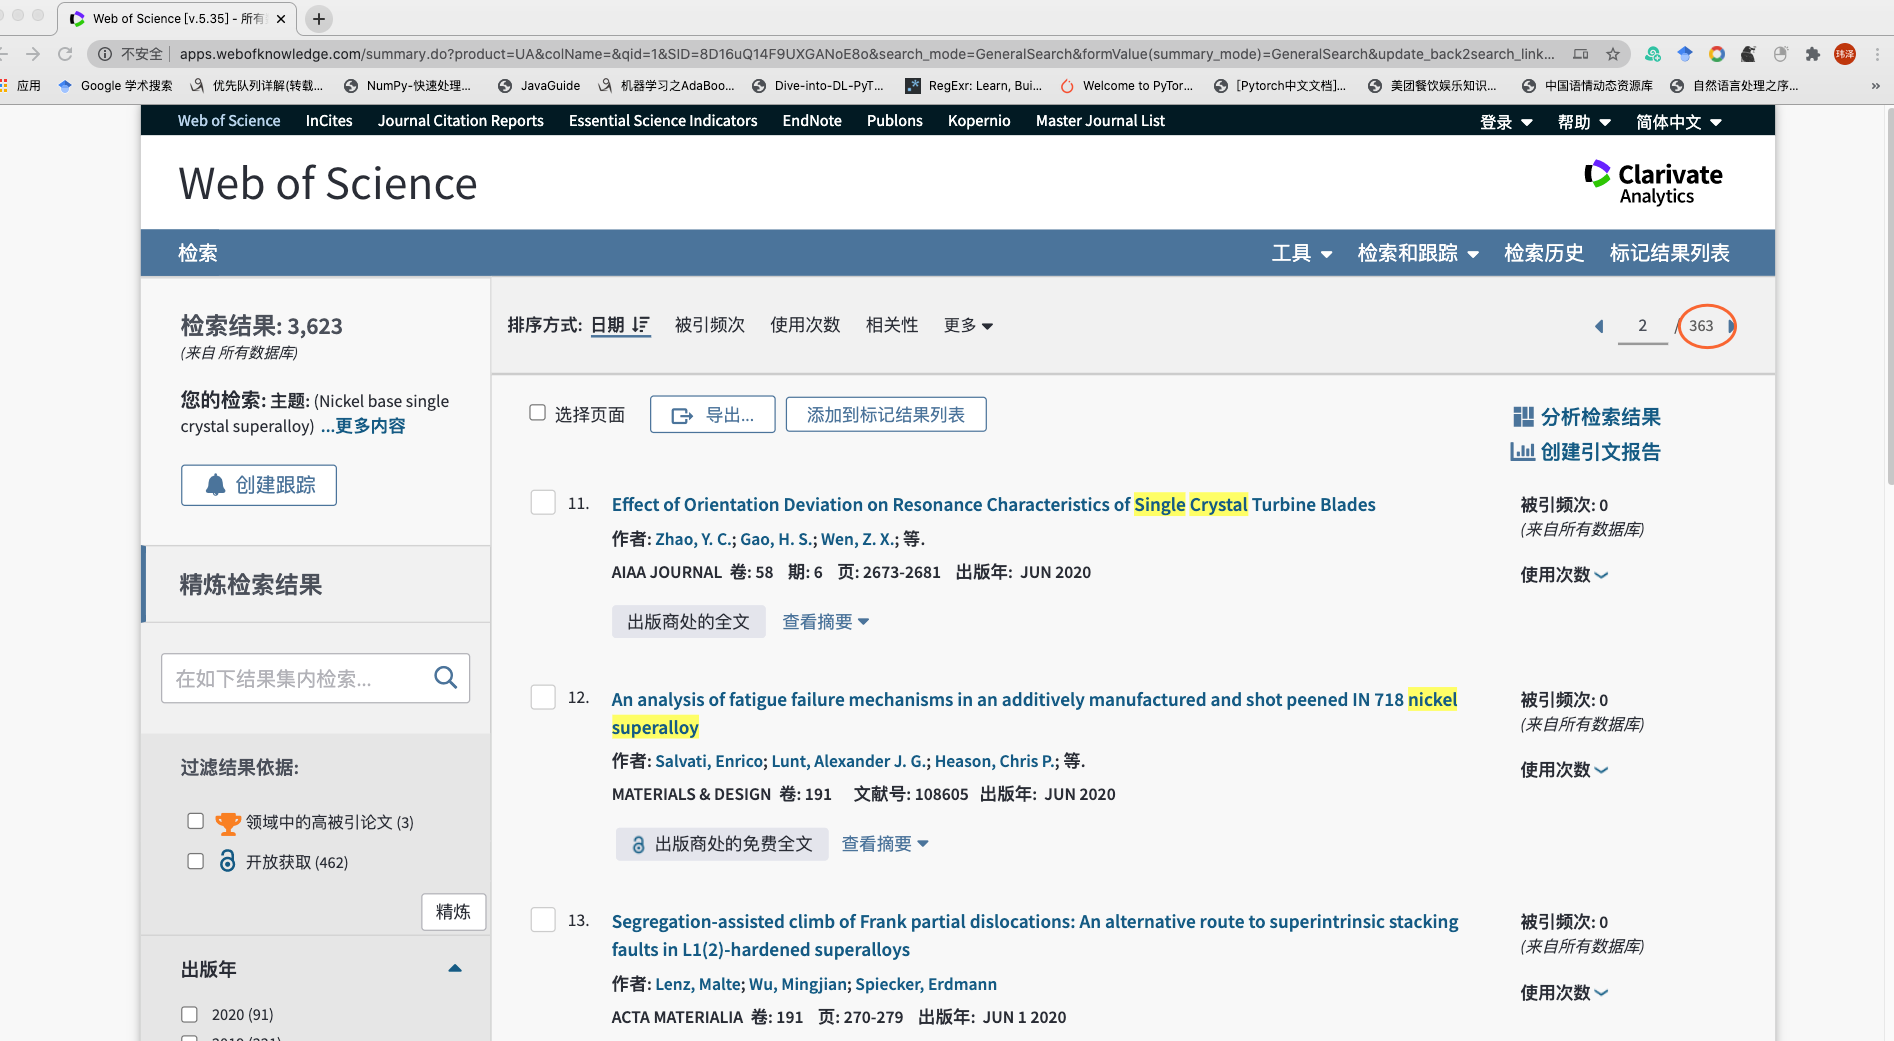 Web of Science [v.5.35] - 所有
不安全 | apps.webofknowledge.com/summary.do?product=UA&colName=&qid=1&SID=8D16uQ14F9UXGANoE8o&search_mode=GeneralSearch&formValue(summary_mode)=GeneralSearch&update_back2search_link...
玮泽
应用 Google 学术搜索 优先队列详解(转载... NumPy-快速处理... JavaGuide 机器学习之AdaBoo... Dive-into-DL-PyT... RegExr: Learn, Bui... Welcome to PyTor... [Pytorch中文文档]... 美团餐饮娱乐知识... 中国语情动态资源库 自然语言处理之序... »
Web of Science InCites Journal Citation Reports Essential Science Indicators EndNote Publons Kopernio Master Journal List 登录 帮助 简体中文
Web of Science
Clarivate
Analytics
检索 工具 检索和跟踪 检索历史 标记结果列表
检索结果: 3,623
(来自 所有数据库)
您的检索: 主题: (Nickel base single
crystal superalloy) ...更多内容
创建跟踪
精炼检索结果
在如下结果集内检索...
过滤结果依据:
领域中的高被引论文 (3)
开放获取 (462)
精炼
出版年
2020 (91)
排序方式: 日期 被引频次 使用次数 相关性 更多
2 / 363
选择页面 导出... 添加到标记结果列表
分析检索结果
创建引文报告
11. Effect of Orientation Deviation on Resonance Characteristics of Single Crystal Turbine Blades
作者: Zhao, Y. C.; Gao, H. S.; Wen, Z. X.; 等.
AIAA JOURNAL 卷: 58 期: 6 页: 2673-2681 出版年: JUN 2020
出版商处的全文 查看摘要
被引频次: 0
(来自所有数据库)
使用次数
12. An analysis of fatigue failure mechanisms in an additively manufactured and shot peened IN 718 nickel
superalloy
作者: Salvati, Enrico; Lunt, Alexander J. G.; Heason, Chris P.; 等.
MATERIALS & DESIGN 卷: 191 文献号: 108605 出版年: JUN 2020
出版商处的免费全文 查看摘要
被引频次: 0
(来自所有数据库)
使用次数
13. Segregation-assisted climb of Frank partial dislocations: An alternative route to superintrinsic stacking
faults in L1(2)-hardened superalloys
作者: Lenz, Malte; Wu, Mingjian; Spiecker, Erdmann
ACTA MATERIALIA 卷: 191 页: 270-279 出版年: JUN 1 2020
被引频次: 0
(来自所有数据库)
使用次数